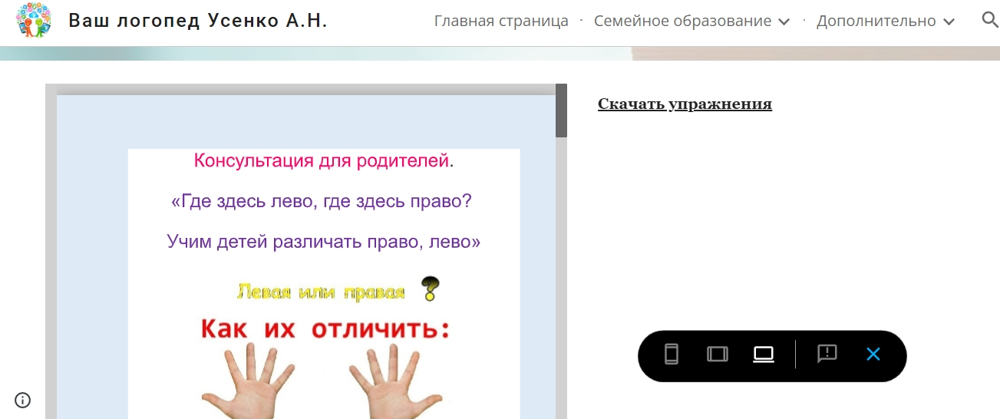 Ваш логопед Усенко А.Н.
Главная страница
Семейное образование
Дополнительно
Консультация для родителей.
«Где здесь лево, где здесь право?
Учим детей различать право, лево»
Левая или правая ?
Как их отличить:
Скачать упражнения